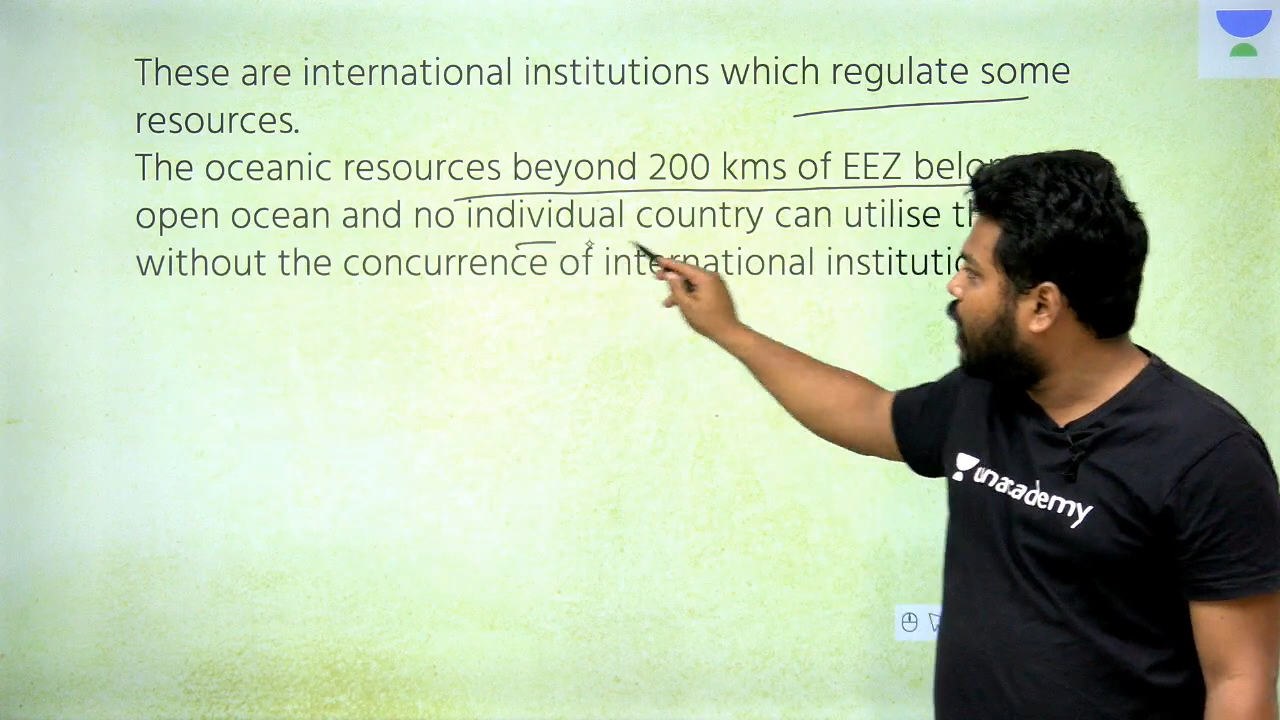 These are international institutions which regulate some
resources.
The oceanic resources beyond 200 kms of EEZ
open ocean and no individual country can utilise
without the concurrence of international
unacademy